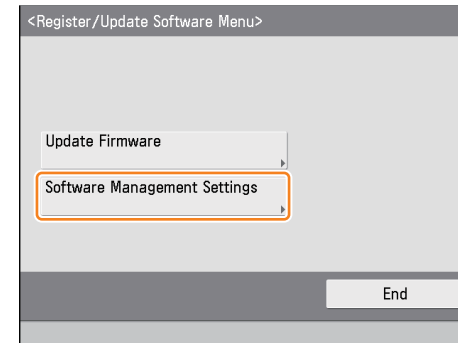 <Register/Update Software Menu>
Update Firmware
Software Management Settings
End